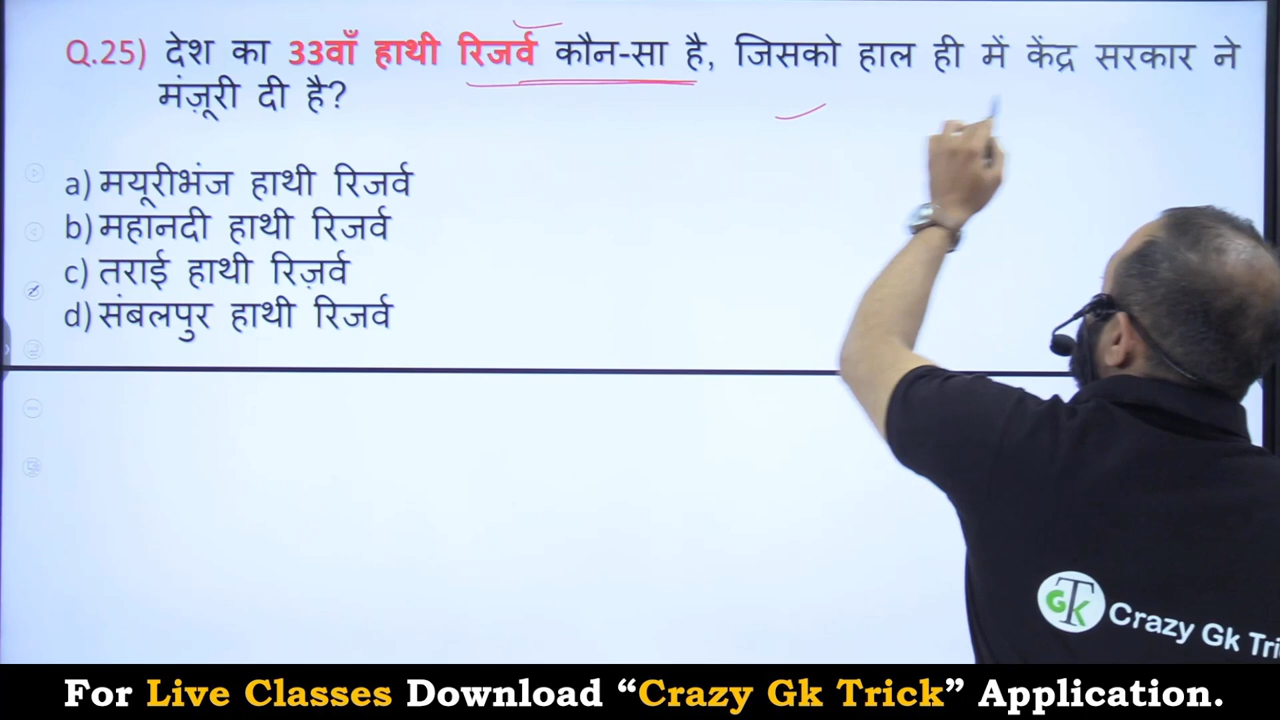 Q.25) देश का 33वाँ हाथी रिजर्व कौन-सा है, जिसको हाल ही में केंद्र सरकार ने
मंज़ूरी दी है?
a) मयूरीभंज हाथी रिजर्व
b) महानदी हाथी रिजर्व
c) तराई हाथी रिज़र्व
d) संबलपुर हाथी रिजर्व
GTK Crazy Gk Tri
For Live Classes Download “Crazy Gk Trick” Application.